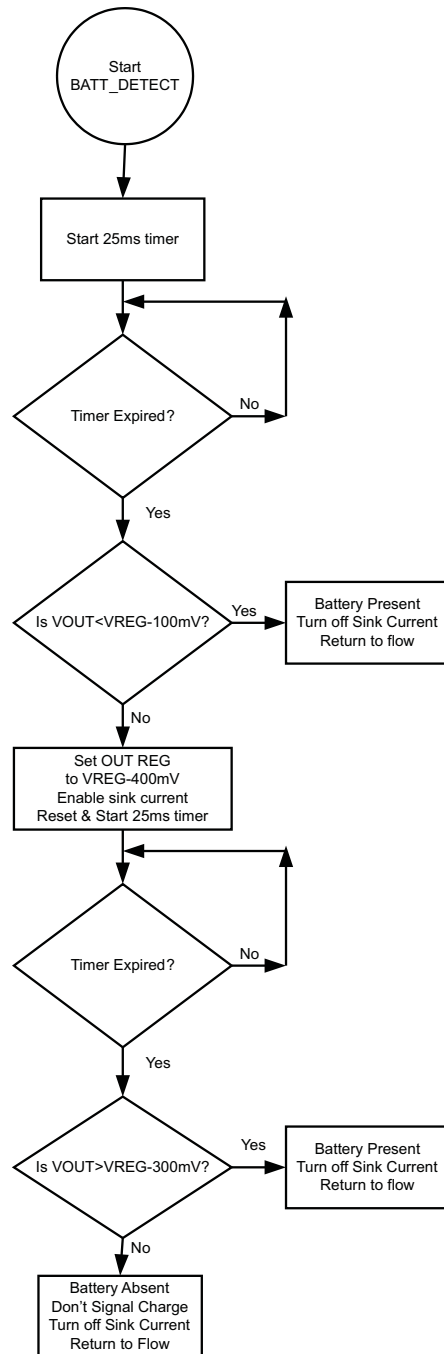 Start
BATT_DETECT
Start 25ms timer
Timer Expired?
No
Yes
Is VOUT<VREG-100mV?
Yes
Battery Present
Turn off Sink Current
Return to flow
No
Set OUT REG
to VREG-400mV
Enable sink current
Reset & Start 25ms timer
Timer Expired?
No
Yes
Is VOUT>VREG-300mV?
Yes
Battery Present
Turn off Sink Current
Return to flow
No
Battery Absent
Don't Signal Charge
Turn off Sink Current
Return to Flow